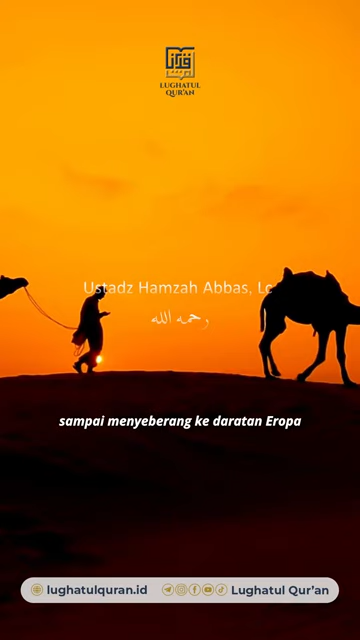 LUGHATUL
QUR'AN
Ustadz Hamzah Abbas, Lc
رحمه الله
sampai menyeberang ke daratan Eropa
lughatulquran.id
Lughatul Qur'an